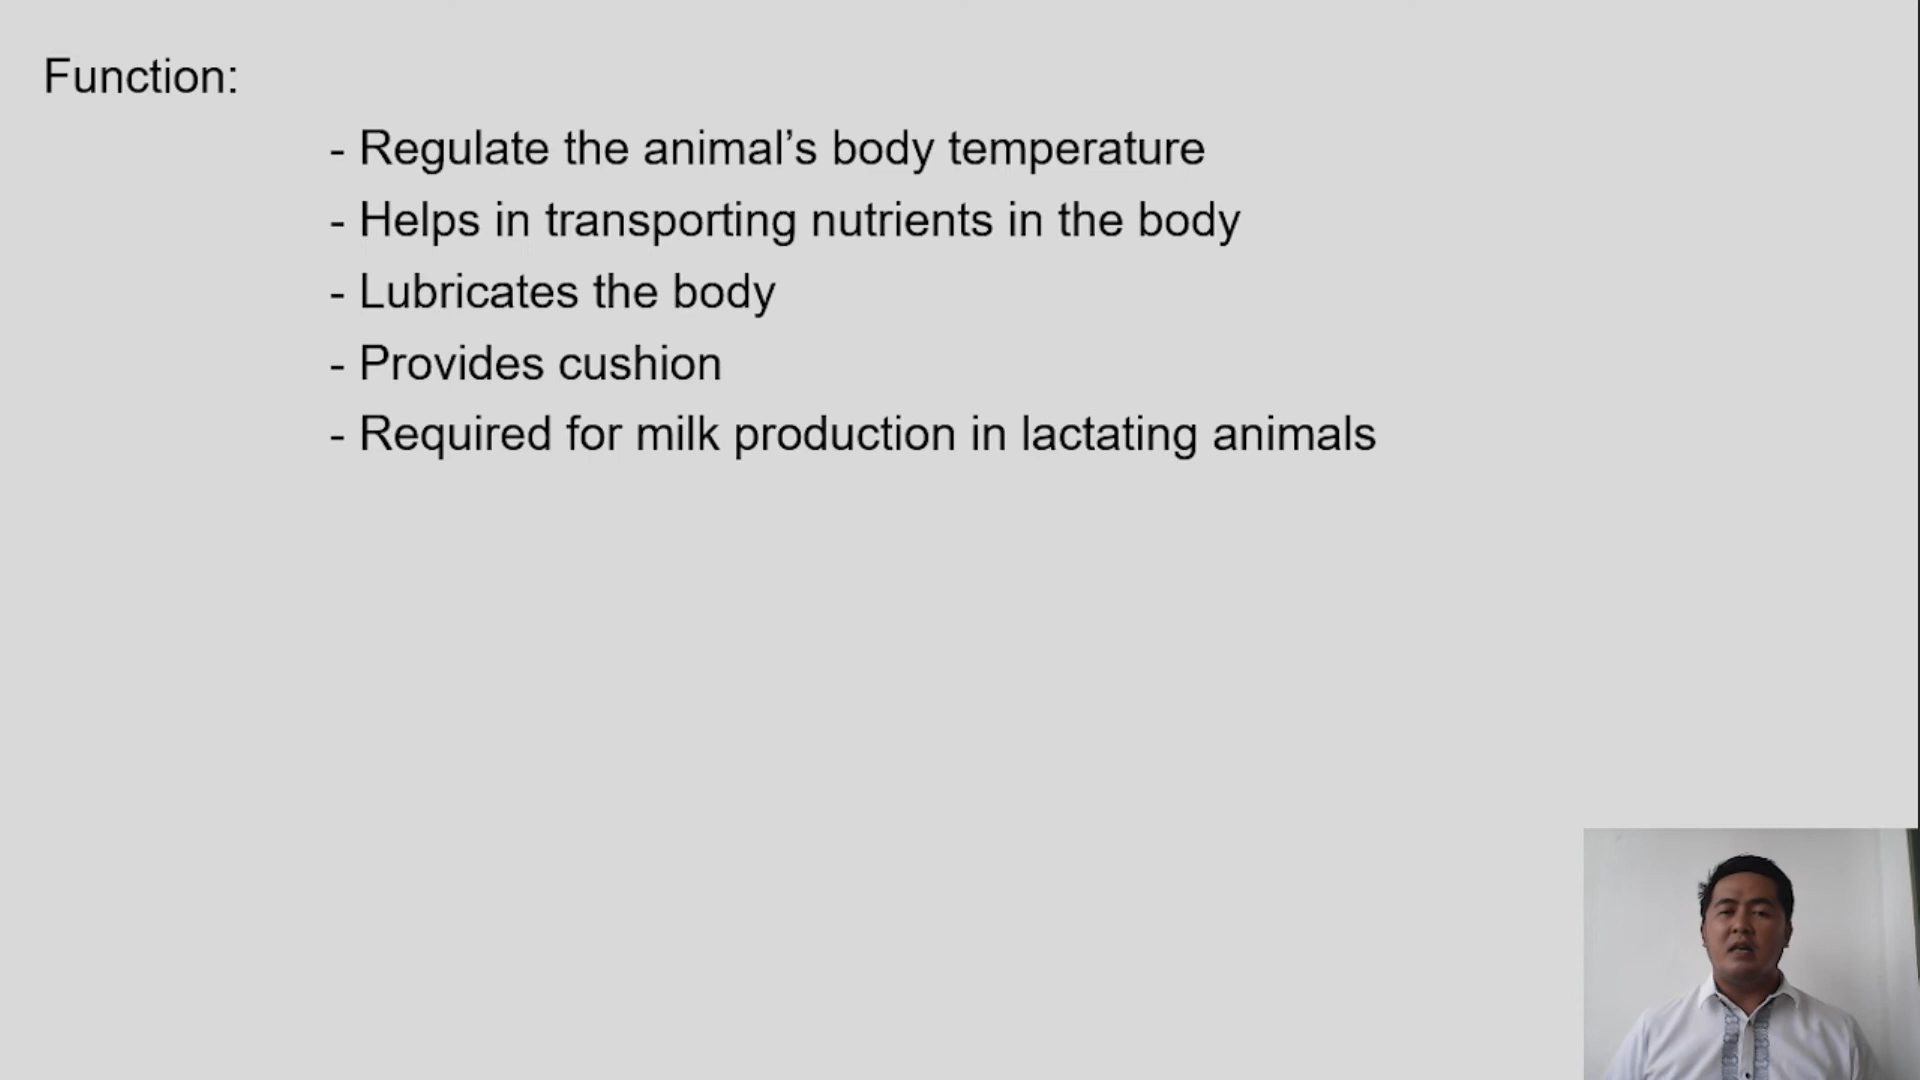 Function:
- Regulate the animal’s body temperature
- Helps in transporting nutrients in the body
- Lubricates the body
- Provides cushion
- Required for milk production in lactating animals